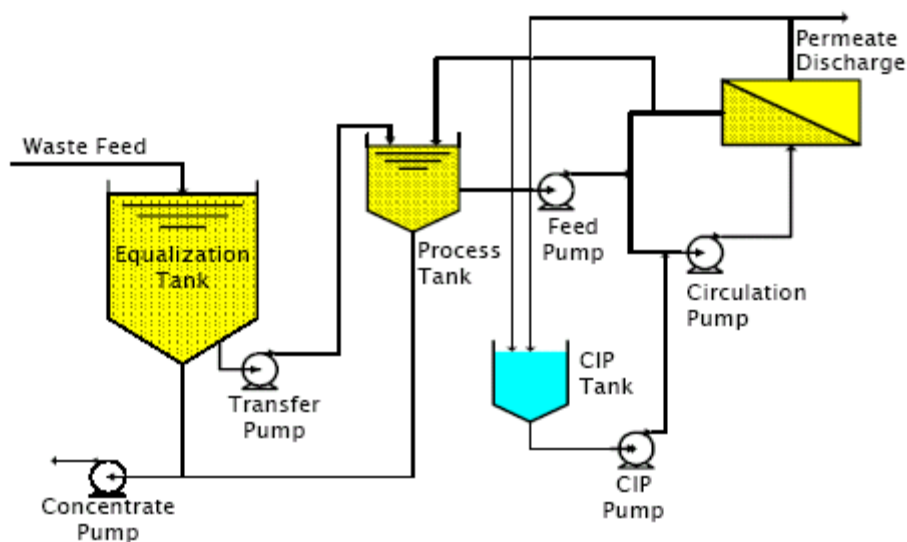 Permeate
Discharge
Waste Feed
Equalization
Tank
Process
Tank
Feed
Pump
Circulation
Pump
CIP
Tank
Transfer
Pump
CIP
Pump
Concentrate
Pump